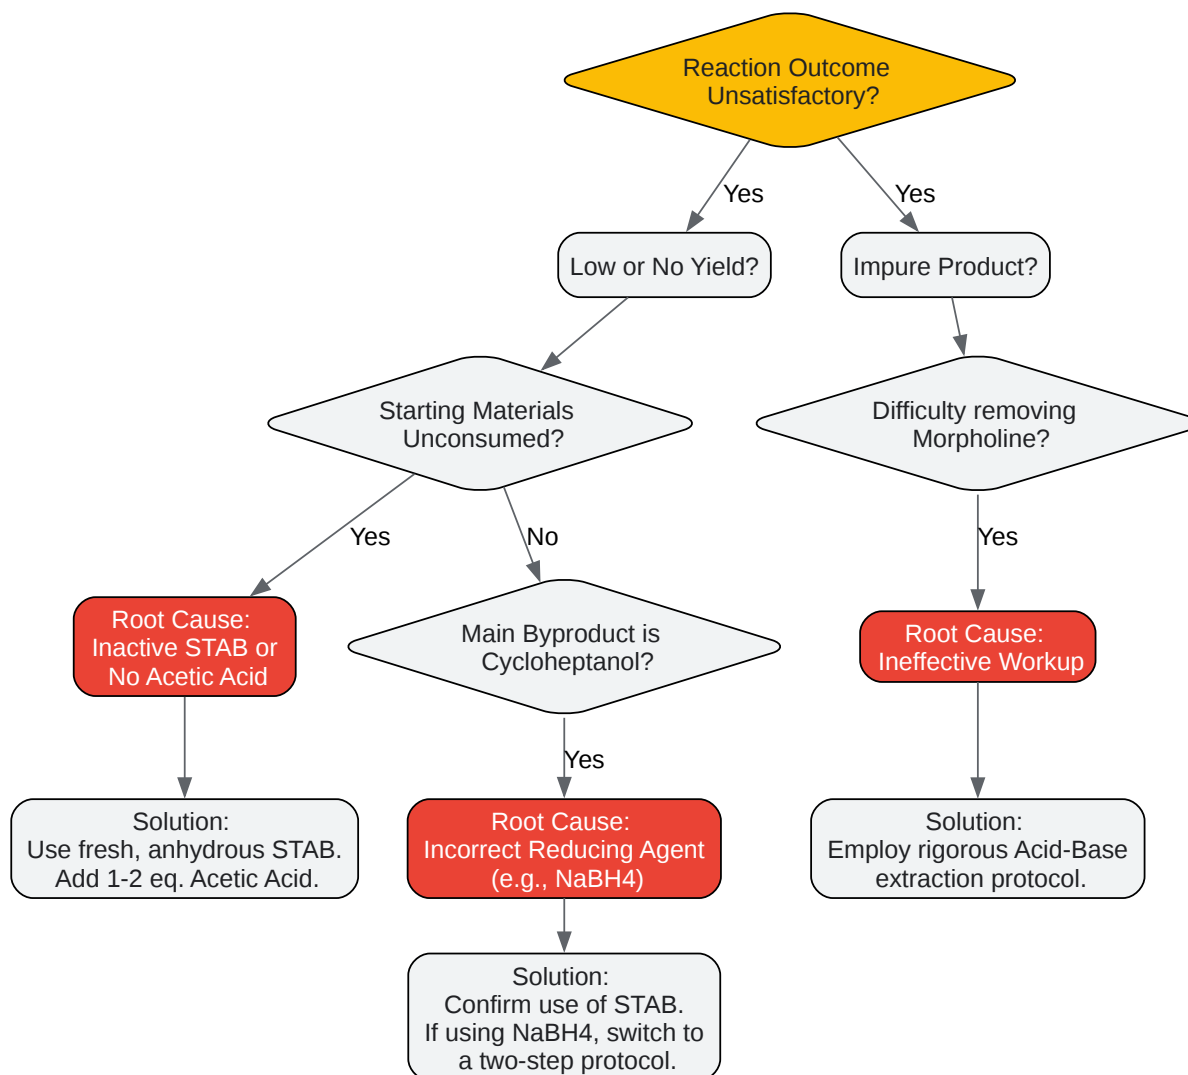 Reaction Outcome
Unsatisfactory?
Yes
Yes
Low or No Yield?
Impure Product?
Starting Materials
Unconsumed?
Difficulty removing
Morpholine?
Yes
No
Yes
Root Cause:
Inactive STAB or
No Acetic Acid
Main Byproduct is
Cycloheptanol?
Root Cause:
Ineffective Workup
Yes
Solution:
Use fresh, anhydrous STAB.
Add 1-2 eq. Acetic Acid.
Root Cause:
Incorrect Reducing Agent
(e.g., NaBH4)
Solution:
Employ rigorous Acid-Base
extraction protocol.
Solution:
Confirm use of STAB.
If using NaBH4, switch to
a two-step protocol.